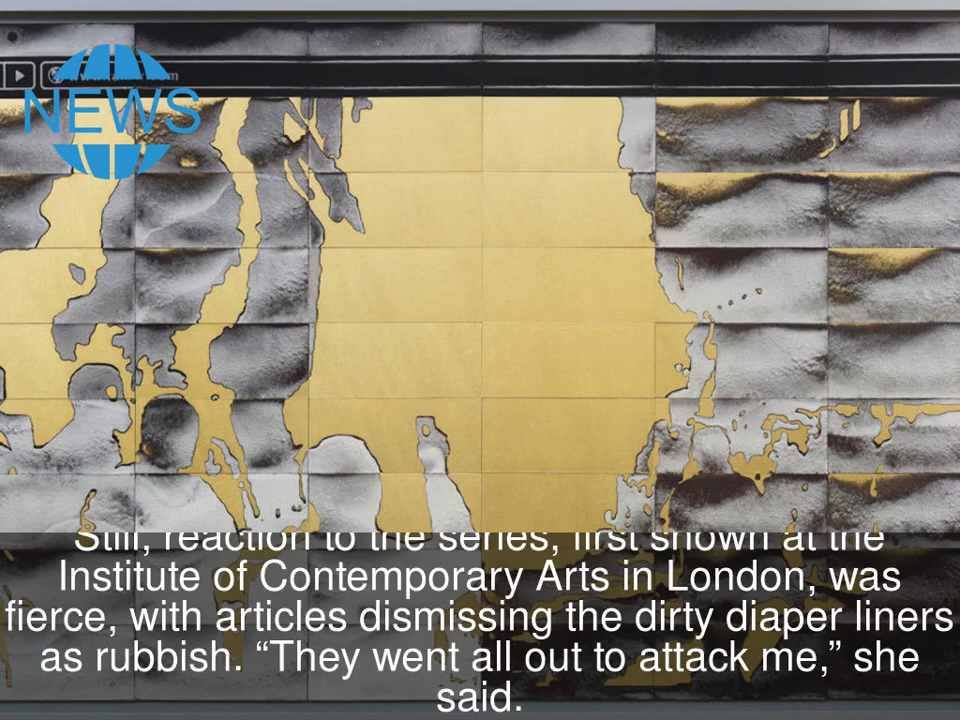 NEWS
Still, reaction to the series, first shown at the
Institute of Contemporary Arts in London, was
fierce, with articles dismissing the dirty diaper liners
as rubbish. “They went all out to attack me,” she
said.